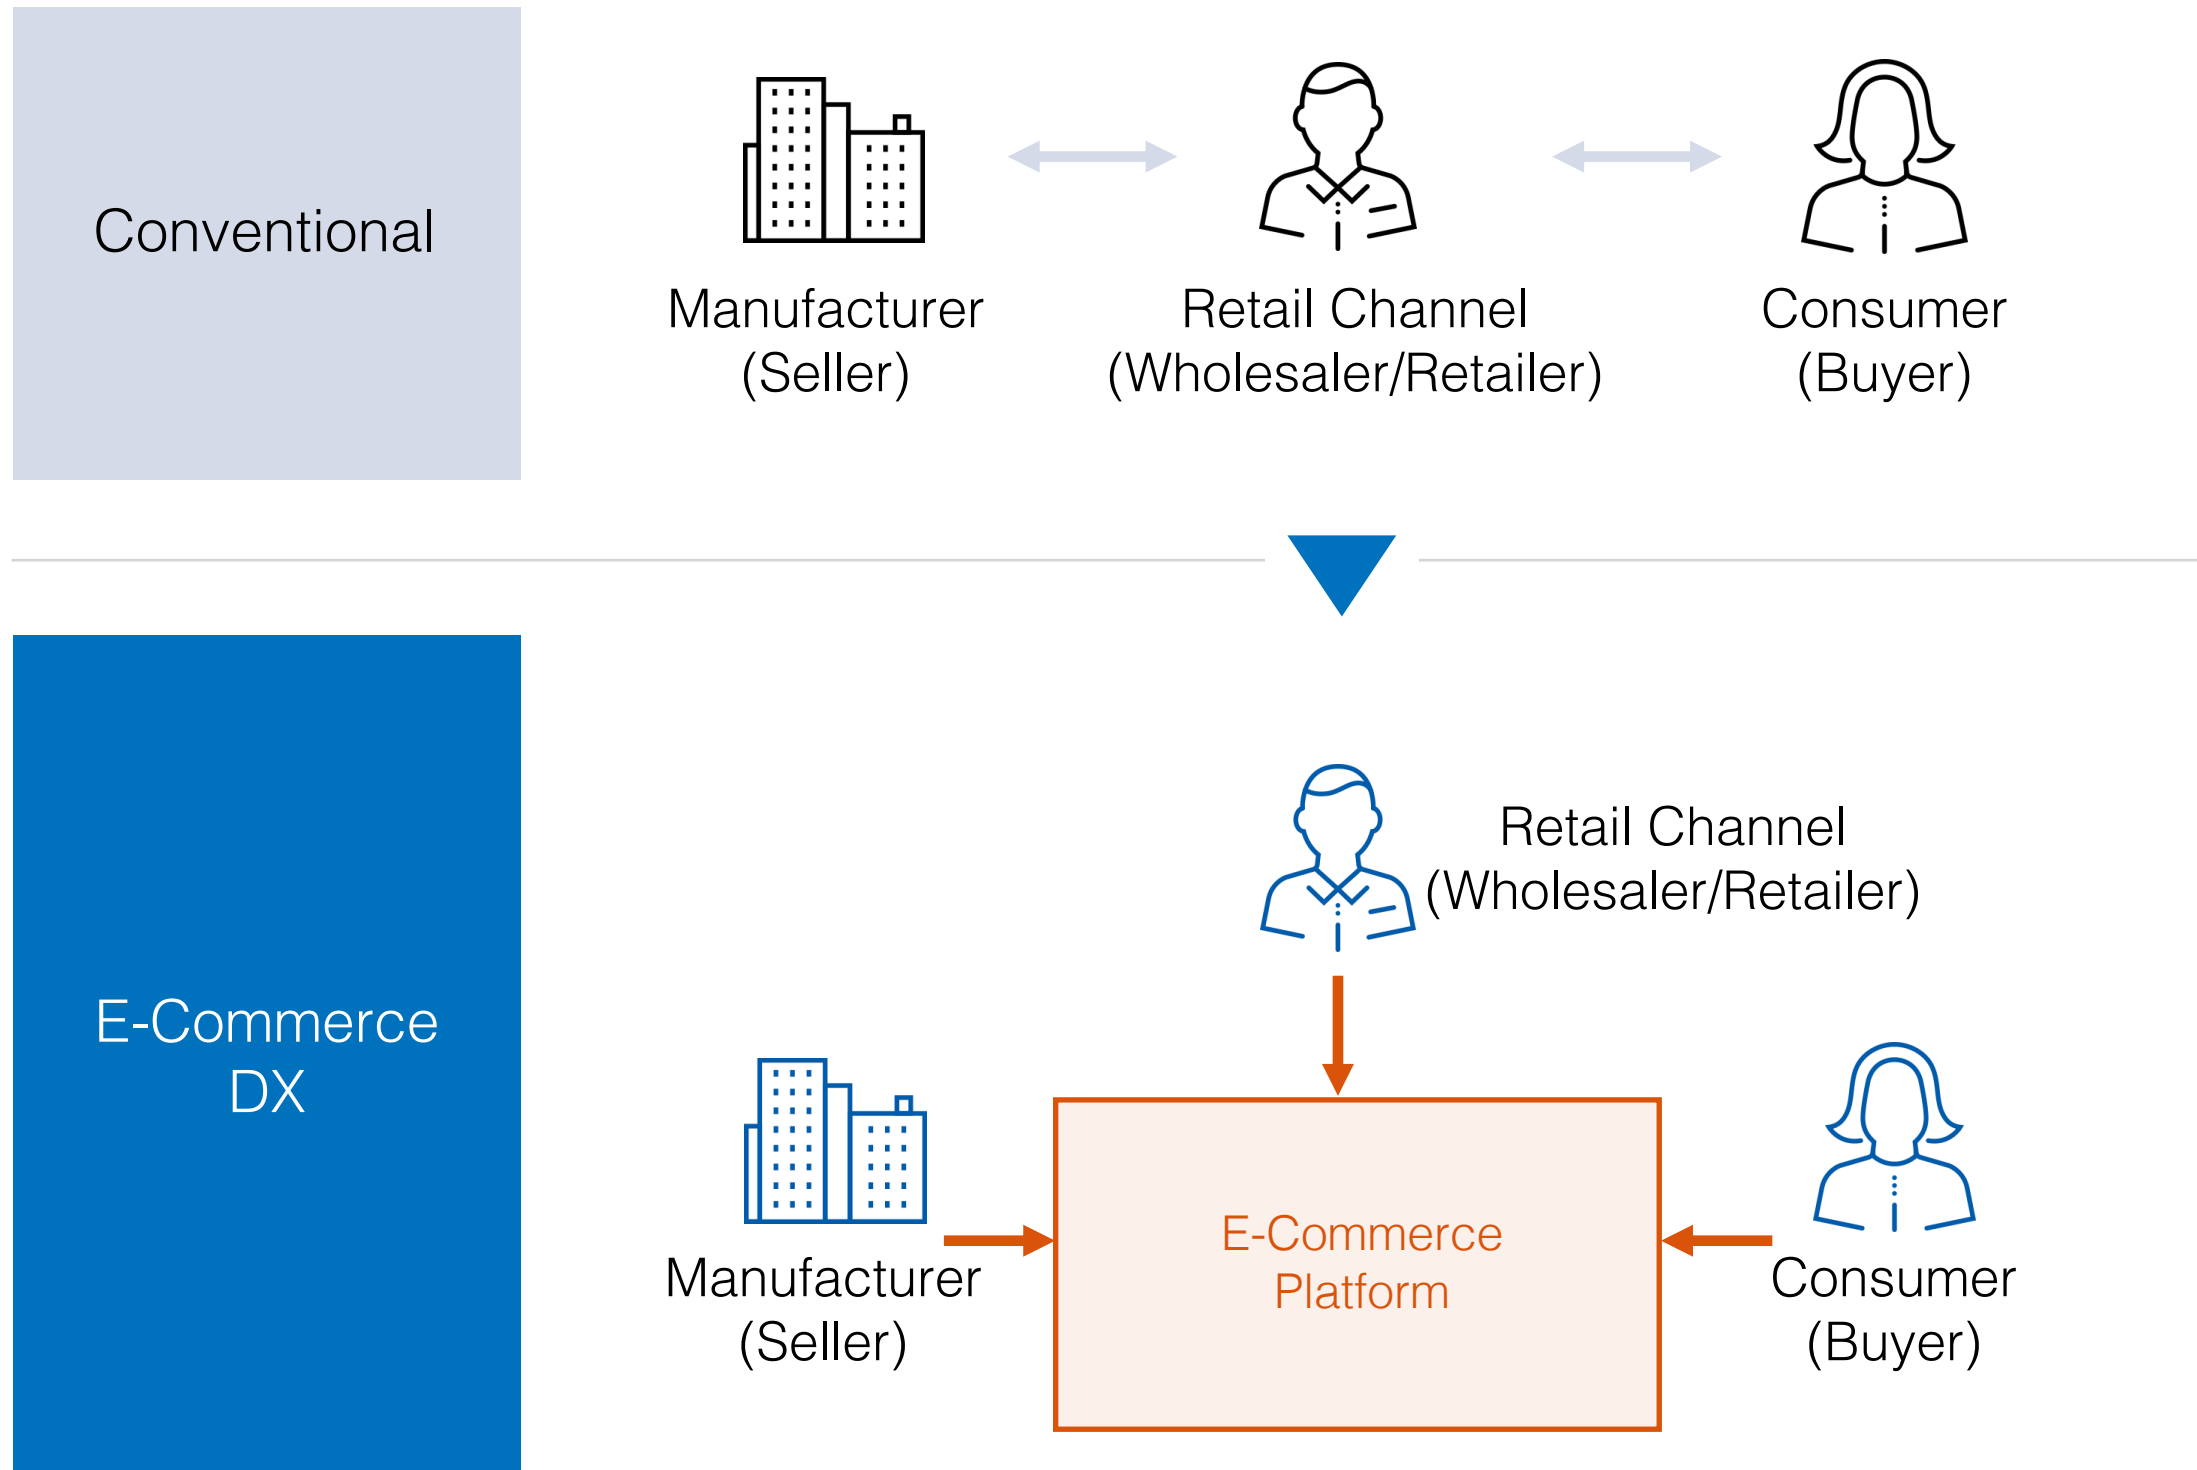 Conventional
Manufacturer
(Seller)
Retail Channel
(Wholesaler/Retailer)
Consumer
(Buyer)
E-Commerce
DX
Retail Channel
(Wholesaler/Retailer)
Manufacturer
(Seller)
E-Commerce
Platform
Consumer
(Buyer)